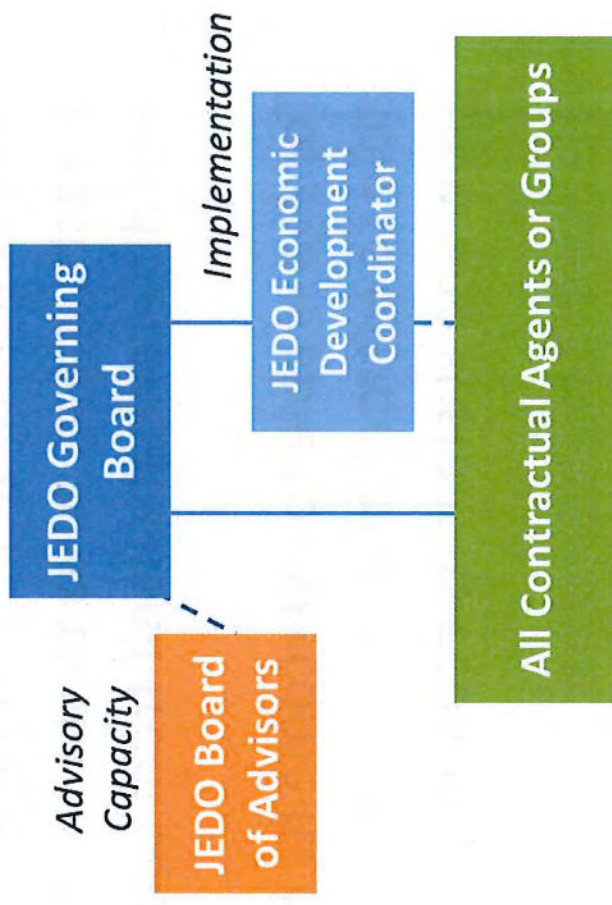 JEDO Governing
Board
Advisory
Capacity
JEDO Board
of Advisors
Implementation
JEDO Economic
Development
Coordinator
All Contractual Agents or Groups